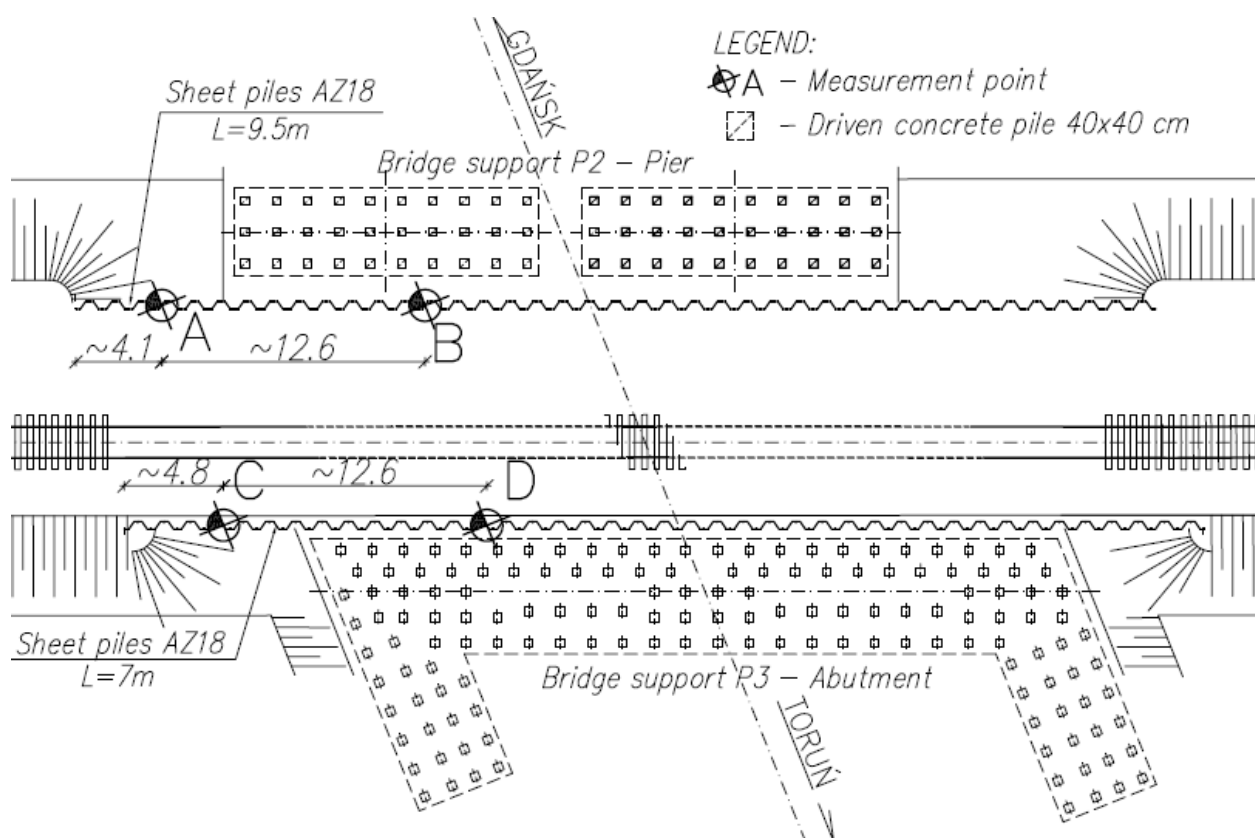 GDAŃSK
LEGEND:
A – Measurement point
– Driven concrete pile 40x40 cm
Sheet piles AZ18
L=9.5m
Bridge support P2 – Pier
A
B
~4.1
~12.6
~4.8
C
~12.6
D
Sheet piles AZ18
L=7m
Bridge support P3 – Abutment
TORUŃ